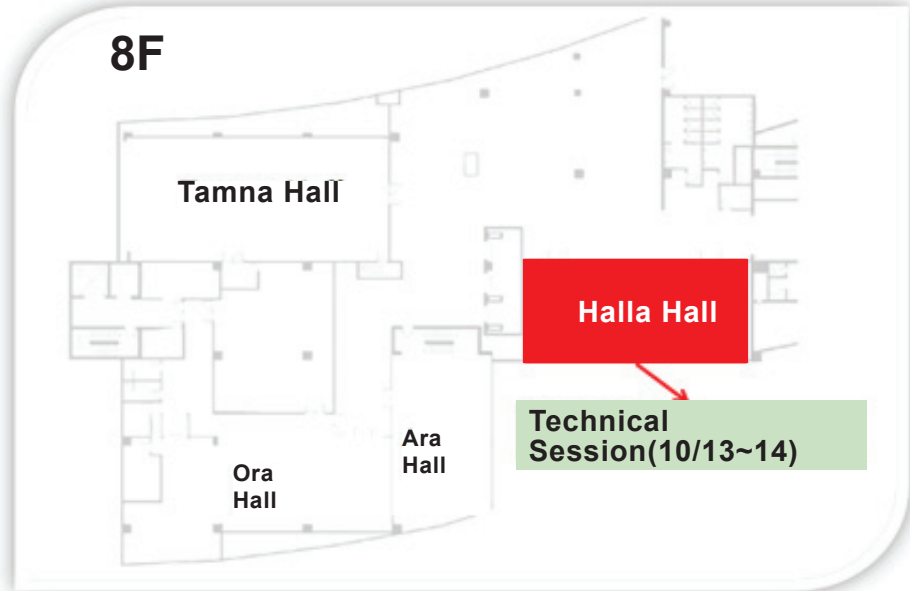 8F
Tamna Hall
Halla Hall
Technical
Session(10/13~14)
Ara
Hall
Ora
Hall